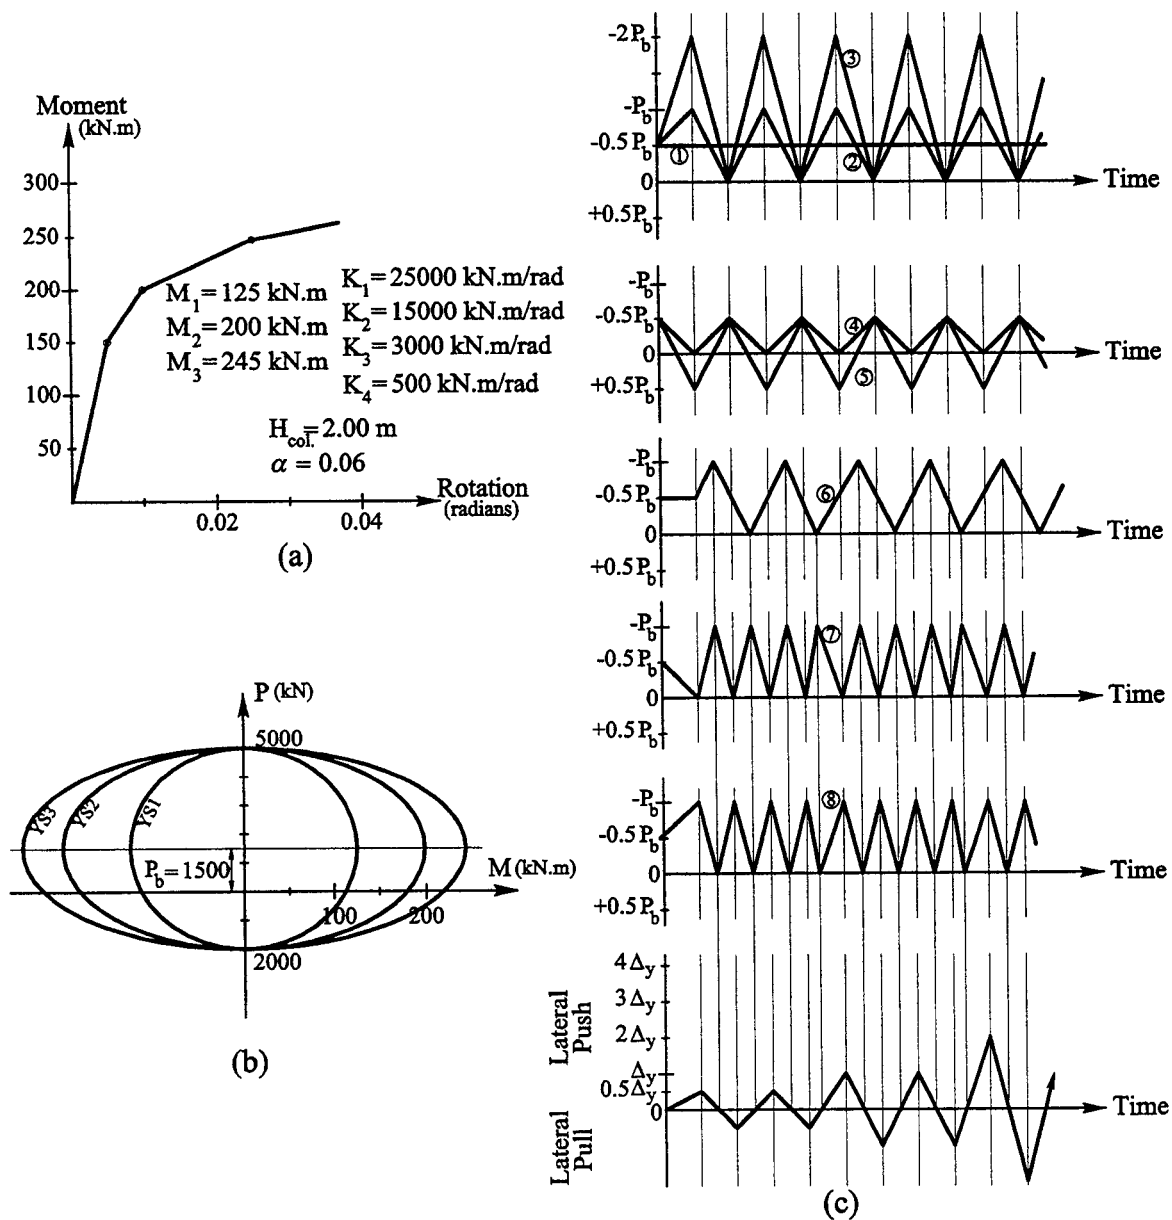 Moment
(kN.m)
300
250
200
150
100
50
M1=125 kN.m
M2=200 kN.m
M3=245 kN.m
K1=25000 kN.m/rad
K2=15000 kN.m/rad
K3=3000 kN.m/rad
K4=500 kN.m/rad
Hcol.=2.00 m
α = 0.06
Rotation
(radians)
0.02
0.04
(a)
P (kN)
5000
YS3
YS2
YS1
Pb=1500
M (kN.m)
100
200
2000
(b)
-2Pb
-Pb
-0.5Pb
0
+0.5Pb
①
②
③
Time
-Pb
-0.5Pb
0
+0.5Pb
④
⑤
Time
-Pb
-0.5Pb
0
+0.5Pb
⑥
Time
-Pb
-0.5Pb
0
+0.5Pb
⑦
Time
-Pb
-0.5Pb
0
+0.5Pb
⑧
Time
Lateral
Push
Lateral
Pull
4Δy
3Δy
2Δy
Δy
0.5Δy
0
Time
(c)